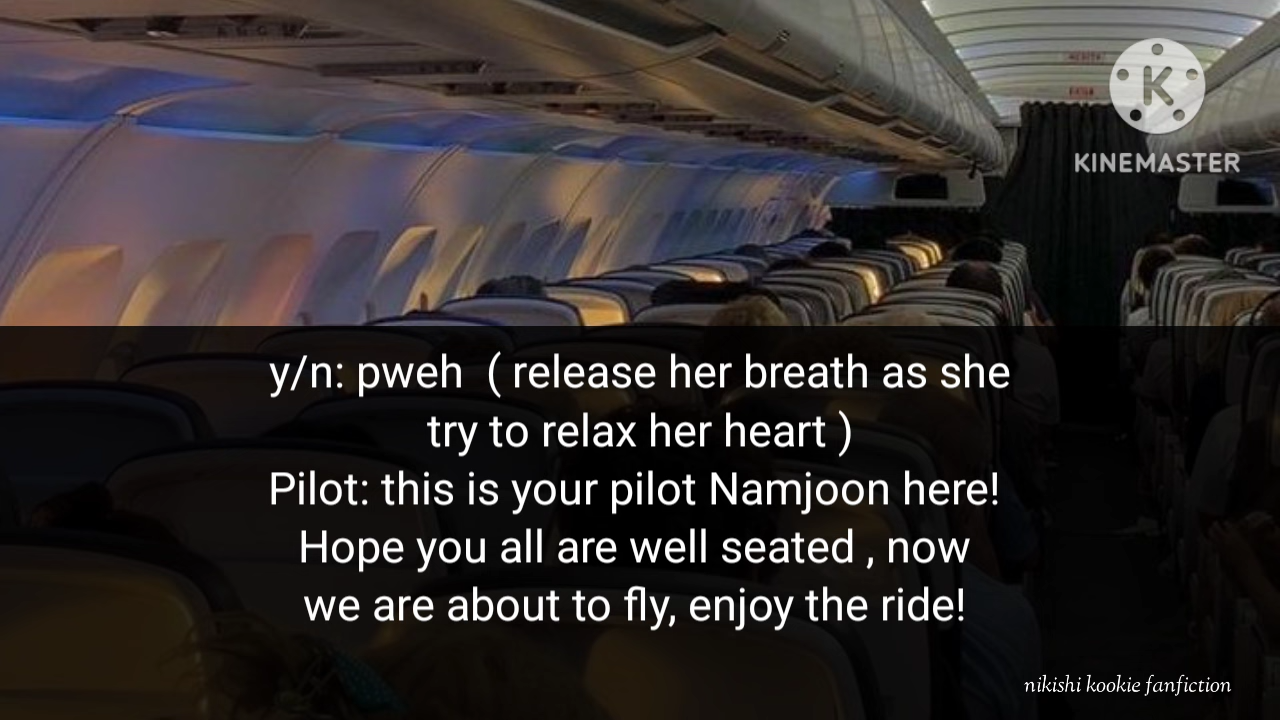 KINEMASTER
y/n: pweh  ( release her breath as she
try to relax her heart )
Pilot: this is your pilot Namjoon here!
Hope you all are well seated , now
we are about to fly, enjoy the ride!
nikishi kookie fanfiction